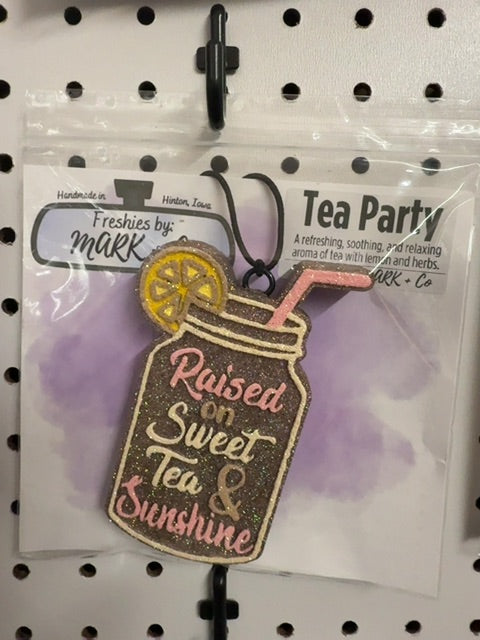 Handmade in Hinton, Iowa
Freshies by:
MARK
Tea Party
A refreshing, soothing, and relaxing
aroma of tea with lemon and herbs.
ARK + Co
Raised
on
Sweet
Tea &
Sunshine